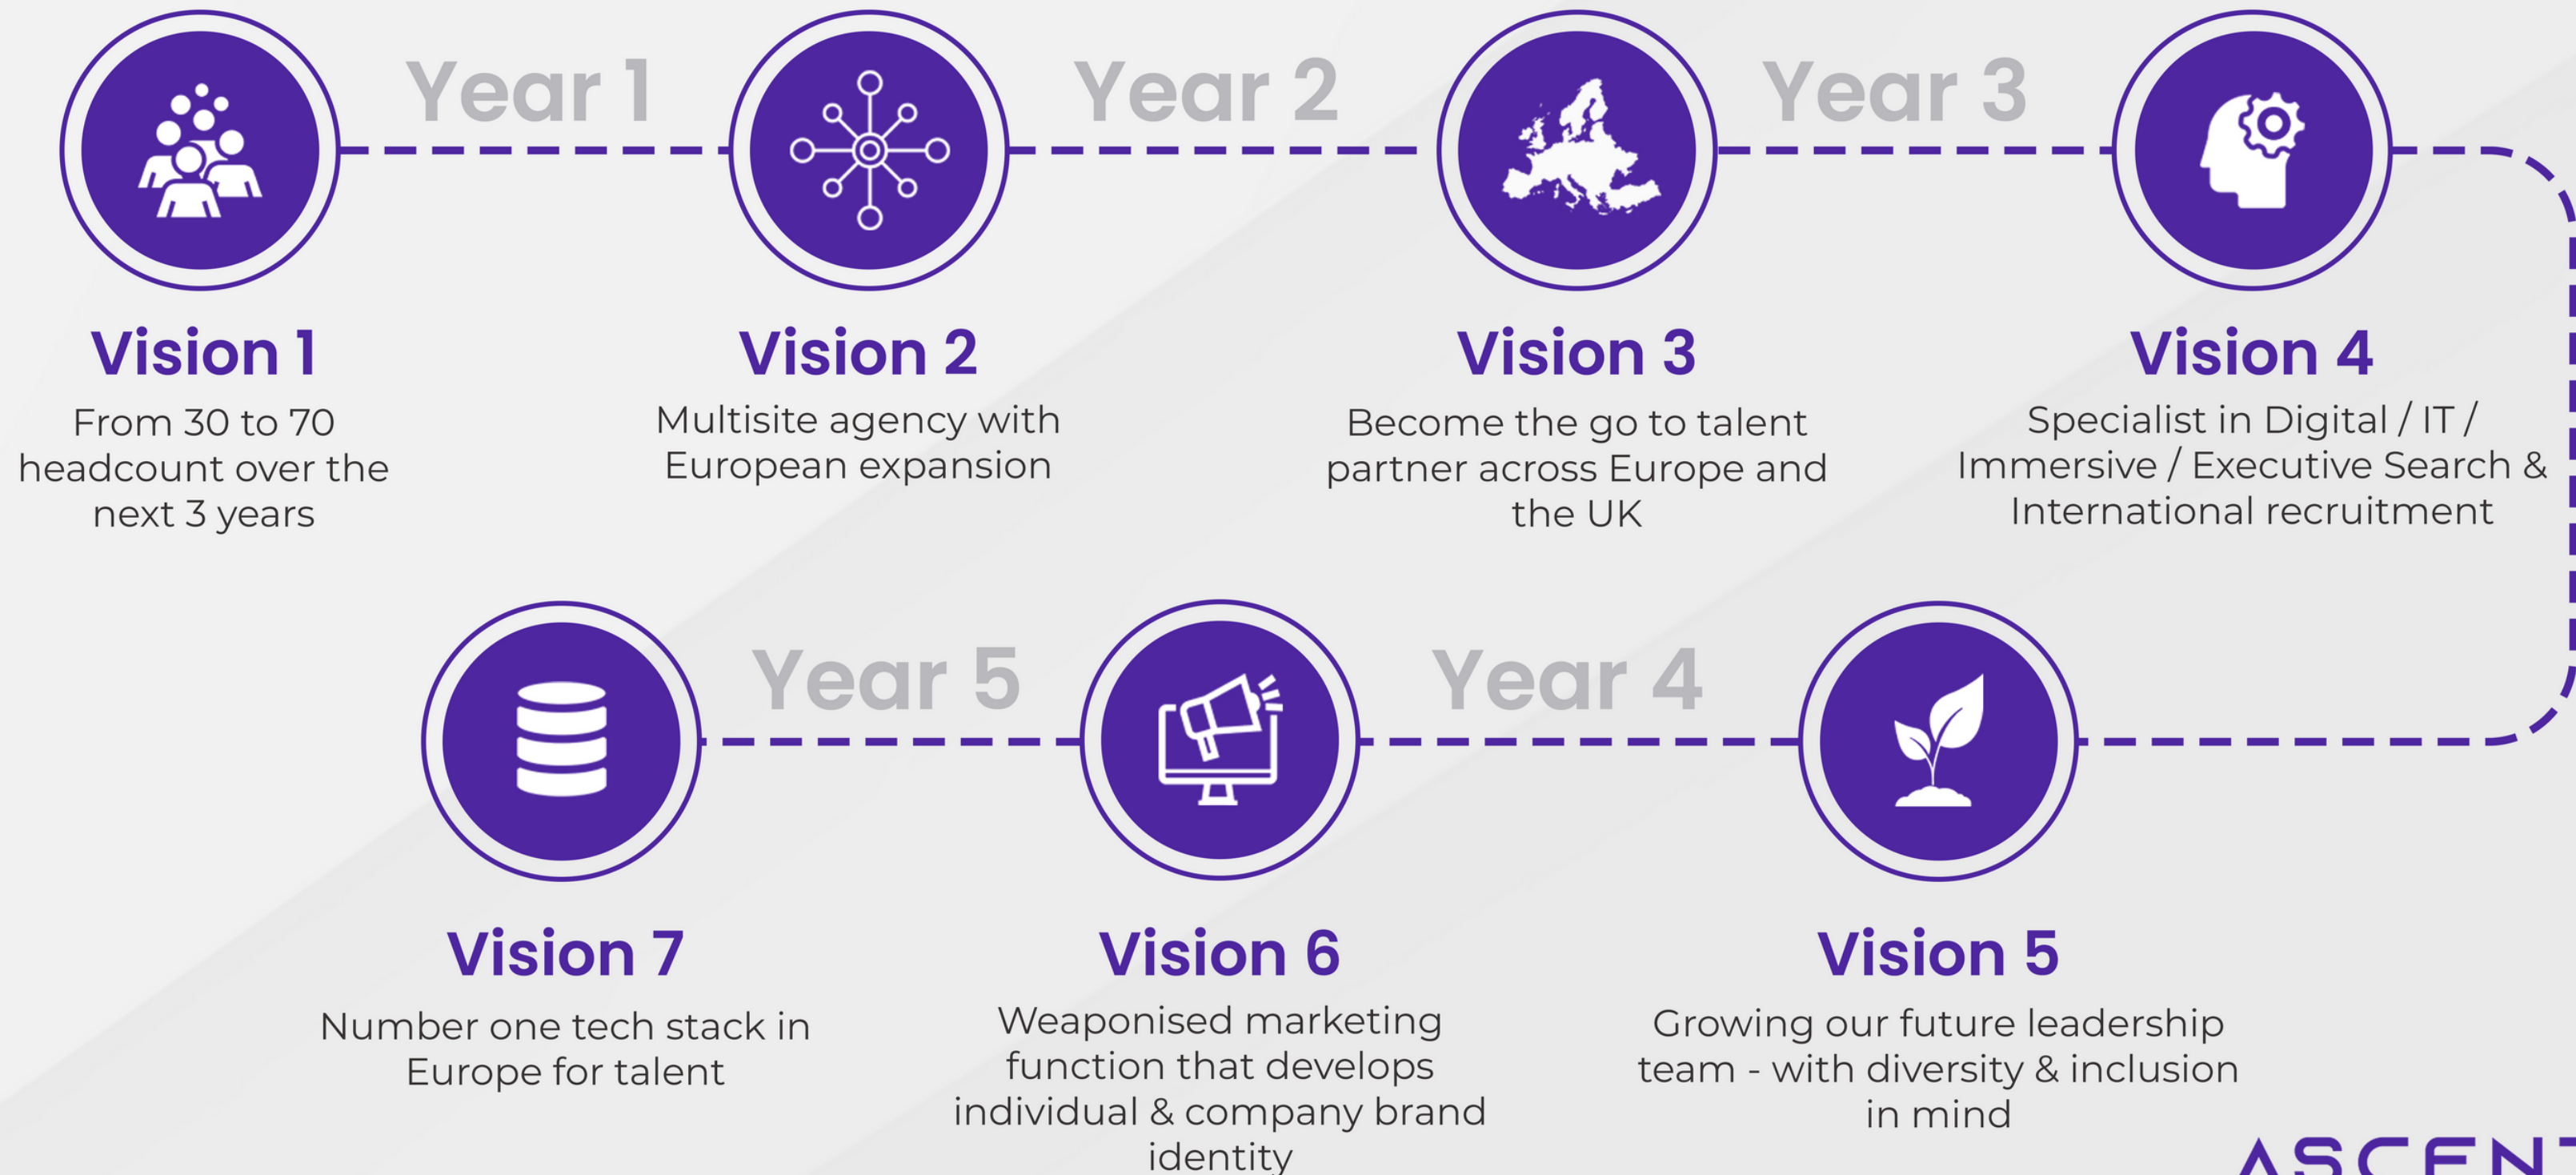 Year 1
Year 2
Year 3
Vision 1
From 30 to 70
headcount over the
next 3 years
Vision 2
Multisite agency with
European expansion
Vision 3
Become the go to talent
partner across Europe and
the UK
Vision 4
Specialist in Digital / IT /
Immersive / Executive Search &
International recruitment
Year 4
Year 5
Vision 5
Growing our future leadership
team - with diversity & inclusion
in mind
Vision 6
Weaponised marketing
function that develops
individual & company brand
identity
Vision 7
Number one tech stack in
Europe for talent